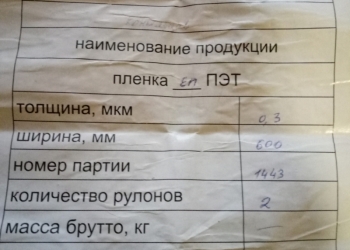 наименование продукции
пленка еп ПЭТ
толщина, мкм 0,3
ширина, мм 600
номер партии 1443
количество рулонов 2
масса брутто, кг —